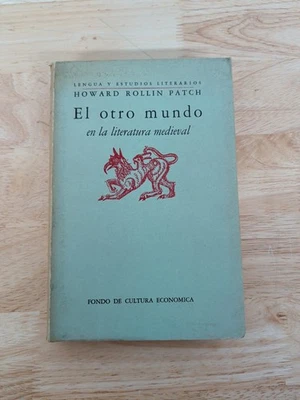 LENGUA Y ESTUDIOS LITERARIOS
HOWARD ROLLIN PATCH
El otro mundo
en la literatura medieval
FONDO DE CULTURA ECONOMICA